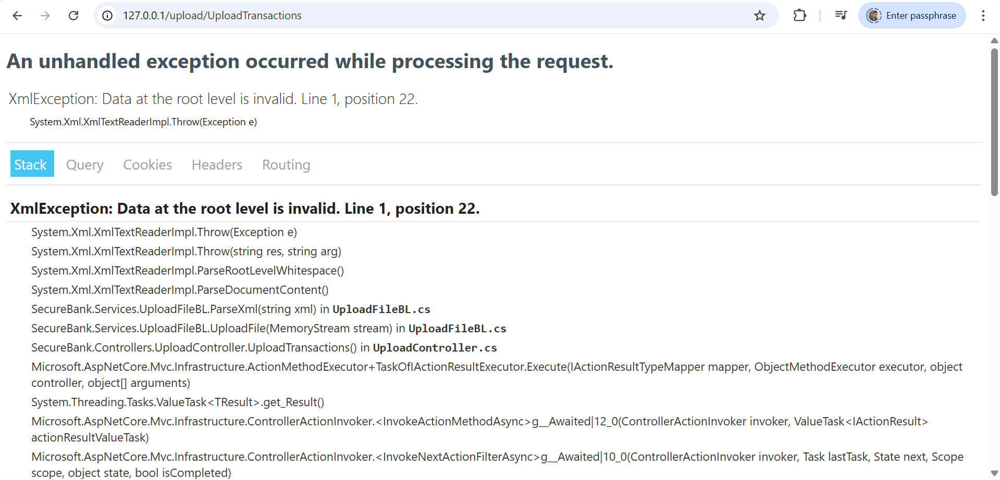 127.0.0.1/upload/UploadTransactions
Enter passphrase
An unhandled exception occurred while processing the request.
XmlException: Data at the root level is invalid. Line 1, position 22.
System.Xml.XmlTextReaderImpl.Throw(Exception e)
Stack Query Cookies Headers Routing
XmlException: Data at the root level is invalid. Line 1, position 22.
System.Xml.XmlTextReaderImpl.Throw(Exception e)
System.Xml.XmlTextReaderImpl.Throw(string res, string arg)
System.Xml.XmlTextReaderImpl.ParseRootLevelWhitespace()
System.Xml.XmlTextReaderImpl.ParseDocumentContent()
SecureBank.Services.UploadFileBL.ParseXml(string xml) in UploadFileBL.cs
SecureBank.Services.UploadFileBL.UploadFile(MemoryStream stream) in UploadFileBL.cs
SecureBank.Controllers.UploadController.UploadTransactions() in UploadController.cs
Microsoft.AspNetCore.Mvc.Infrastructure.ActionMethodExecutor+TaskOfIActionResultExecutor.Execute(IActionResultTypeMapper mapper, ObjectMethodExecutor executor, object
controller, object[] arguments)
System.Threading.Tasks.ValueTask<TResult>.get_Result()
Microsoft.AspNetCore.Mvc.Infrastructure.ControllerActionInvoker.<InvokeActionMethodAsync>g__Awaited|12_0(ControllerActionInvoker invoker, ValueTask<IActionResult>
actionResultValueTask)
Microsoft.AspNetCore.Mvc.Infrastructure.ControllerActionInvoker.<InvokeNextActionFilterAsync>g__Awaited|10_0(ControllerActionInvoker invoker, Task lastTask, State next, Scope
scope, object state, bool isCompleted)